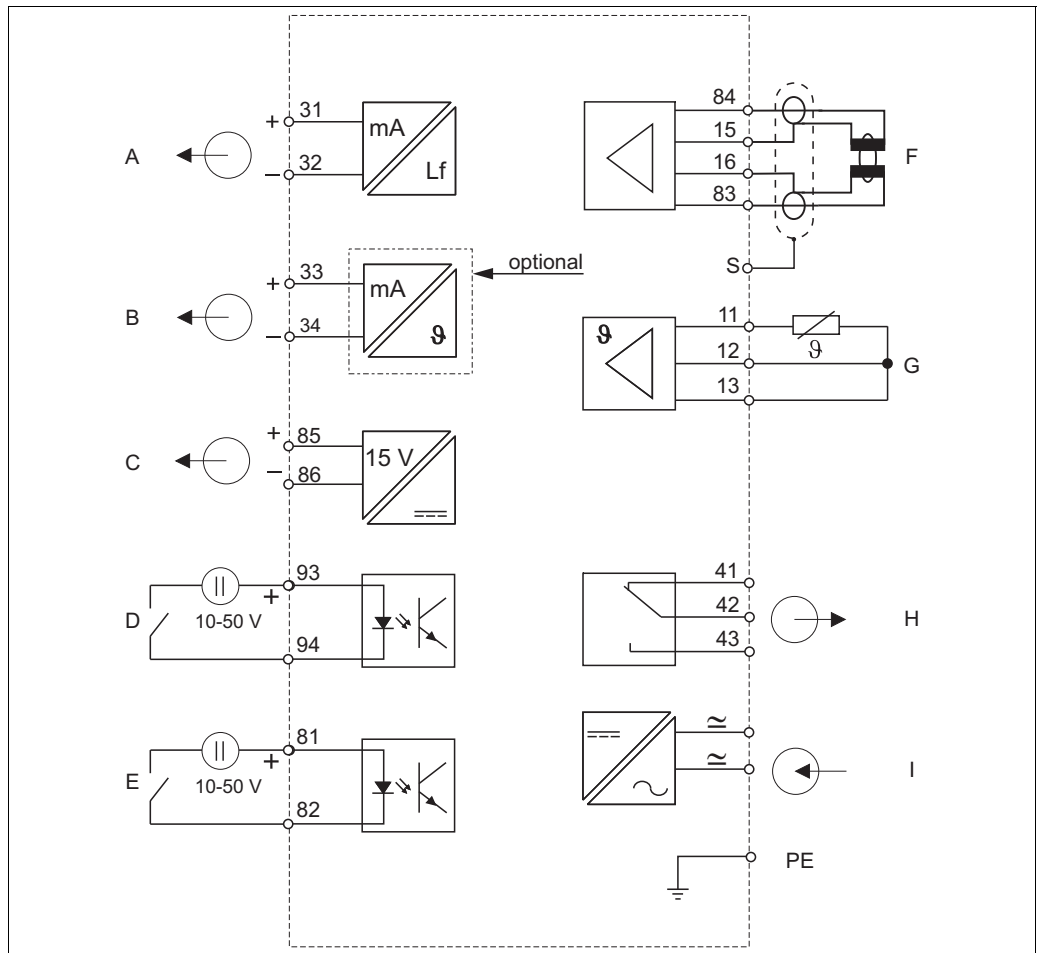 A
+ 31
− 32
mA
Lf
B
+ 33
− 34
mA
ϑ
optional
C
+ 85
− 86
15 V
D
10-50 V
+
93
94
E
10-50 V
+
81
82
84
15
16
83
S
F
ϑ
11
12
13
ϑ
G
41
42
43
H
≃
≃
I
PE